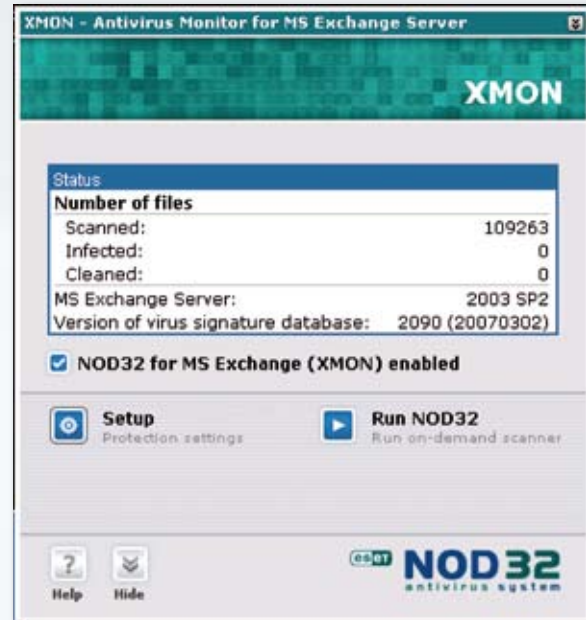 XMON - Antivirus Monitor for MS Exchange Server
XMON
Status
Number of files
Scanned: 109263
Infected: 0
Cleaned: 0
MS Exchange Server: 2003 SP2
Version of virus signature database: 2090 (20070302)
NOD32 for MS Exchange (XMON) enabled
Setup
Protection settings
Run NOD32
Run on-demand scanner
?
Help
Hide
eseT NOD32
antivirus system